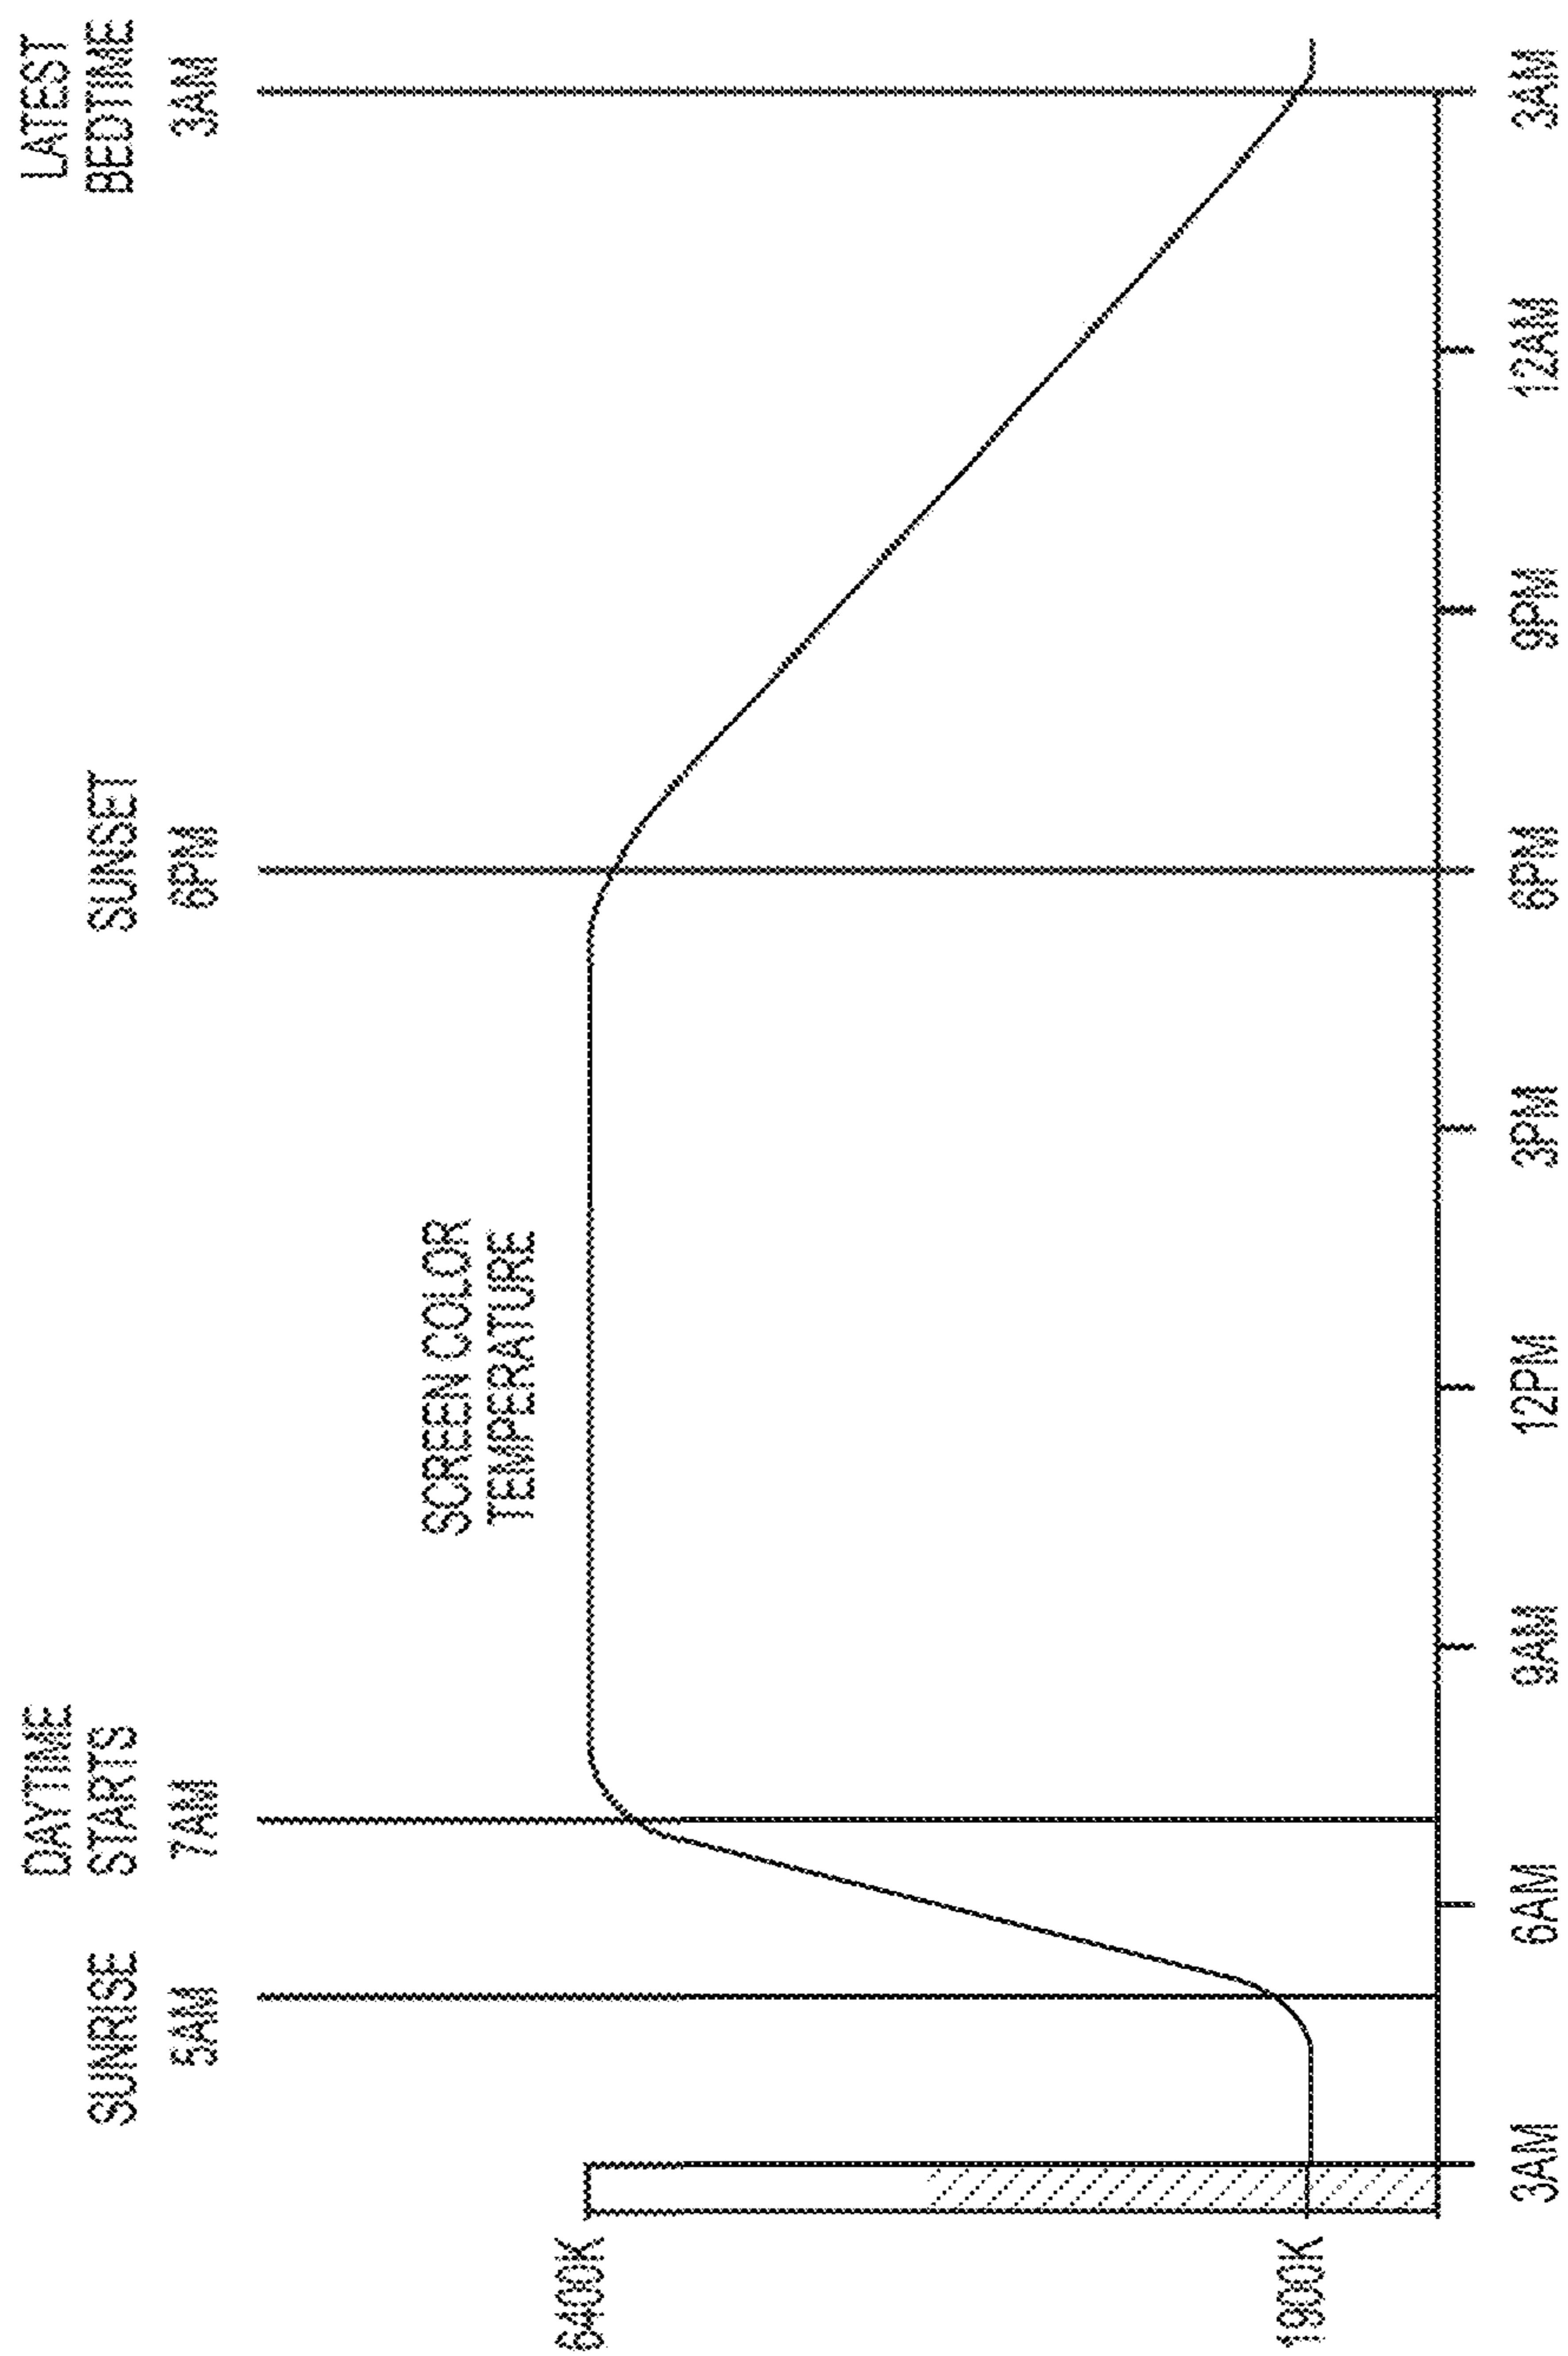 SUNRISE
5AM
DAYTIME
STARTS
7AM
SUNSET
6PM
LATEST
BEDTIME
3AM
SCREEN COLOR
TEMPERATURE
6400K
1900K
3AM
6AM
9AM
12PM
3PM
6PM
9PM
12AM
3AM